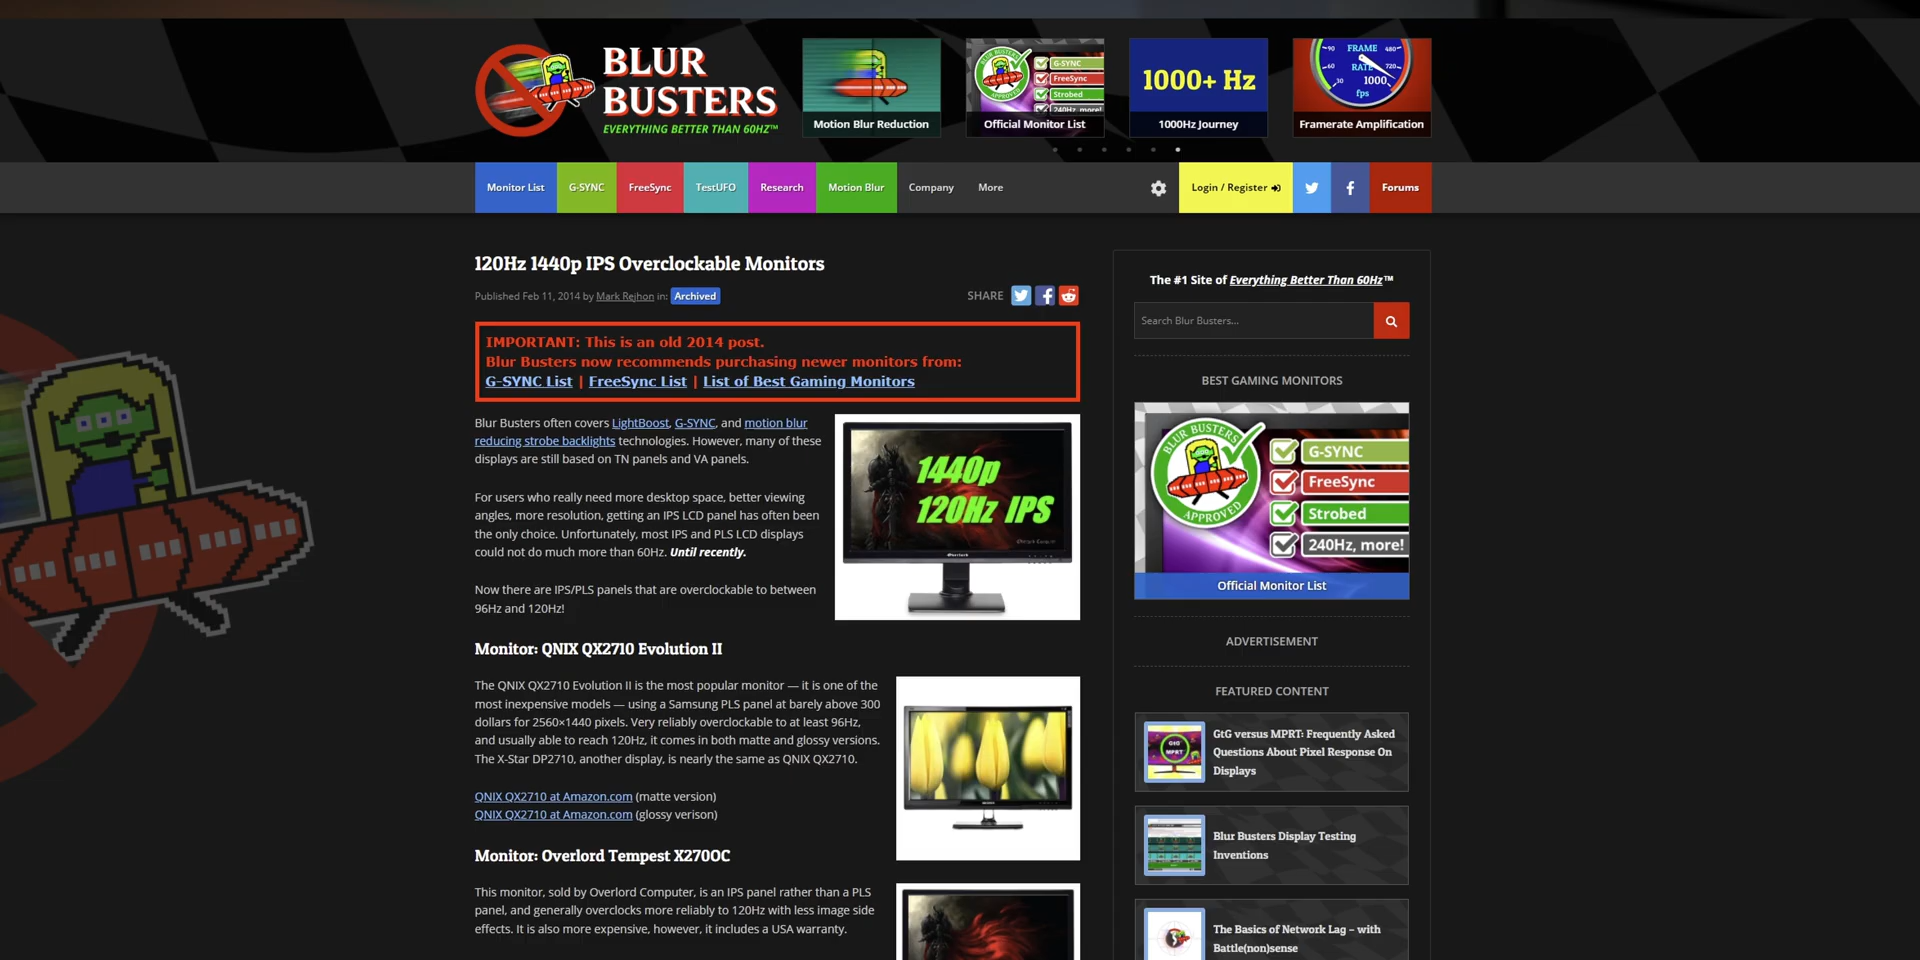 BLUR
BUSTERS
EVERYTHING BETTER THAN 60HZ™
Motion Blur Reduction
BLUR BUSTERS
APPROVED
G-SYNC
FreeSync
Strobed
240Hz, more!
Official Monitor List
1000+ Hz
1000Hz Journey
FRAME
RATE
90
480
60
720
30
1000
fps
Framerate Amplification
Monitor List
G-SYNC
FreeSync
TestUFO
Research
Motion Blur
Company
More
Login / Register
Forums
120Hz 1440p IPS Overclockable Monitors
Published Feb 11, 2014 by Mark Rejhon in: Archived
SHARE
IMPORTANT: This is an old 2014 post.
Blur Busters now recommends purchasing newer monitors from:
G-SYNC List | FreeSync List | List of Best Gaming Monitors
Blur Busters often covers LightBoost, G-SYNC, and motion blur
reducing strobe backlights technologies. However, many of these
displays are still based on TN panels and VA panels.
For users who really need more desktop space, better viewing
angles, more resolution, getting an IPS LCD panel has often been
the only choice. Unfortunately, most IPS and PLS LCD displays
could not do much more than 60Hz. Until recently.
Now there are IPS/PLS panels that are overclockable to between
96Hz and 120Hz!
1440p
120Hz IPS
Overlord Computer
Monitor: QNIX QX2710 Evolution II
The QNIX QX2710 Evolution II is the most popular monitor — it is one of the
most inexpensive models — using a Samsung PLS panel at barely above 300
dollars for 2560×1440 pixels. Very reliably overclockable to at least 96Hz,
and usually able to reach 120Hz, it comes in both matte and glossy versions.
The X-Star DP2710, another display, is nearly the same as QNIX QX2710.
QNIX QX2710 at Amazon.com (matte version)
QNIX QX2710 at Amazon.com (glossy verison)
Monitor: Overlord Tempest X270OC
This monitor, sold by Overlord Computer, is an IPS panel rather than a PLS
panel, and generally overclocks more reliably to 120Hz with less image side
effects. It is also more expensive, however, it includes a USA warranty.
The #1 Site of Everything Better Than 60Hz™
Search Blur Busters...
BEST GAMING MONITORS
BLUR BUSTERS
APPROVED
G-SYNC
FreeSync
Strobed
240Hz, more!
Official Monitor List
ADVERTISEMENT
FEATURED CONTENT
GtG
MPRT
GtG versus MPRT: Frequently Asked
Questions About Pixel Response On
Displays
Blur Busters Display Testing
Inventions
The Basics of Network Lag – with
Battle(non)sense